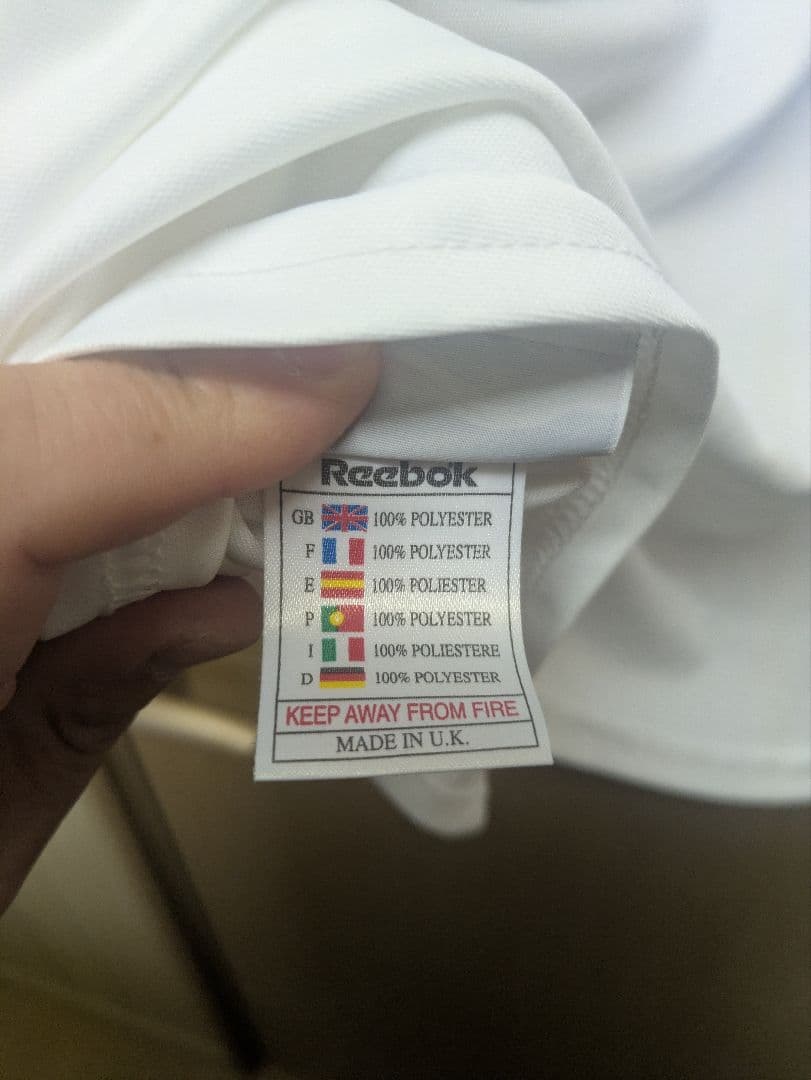 Reebok
GB 100% POLYESTER
F 100% POLYESTER
E 100% POLIESTER
P 100% POLYESTER
I 100% POLIESTERE
D 100% POLYESTER
KEEP AWAY FROM FIRE
MADE IN U.K.